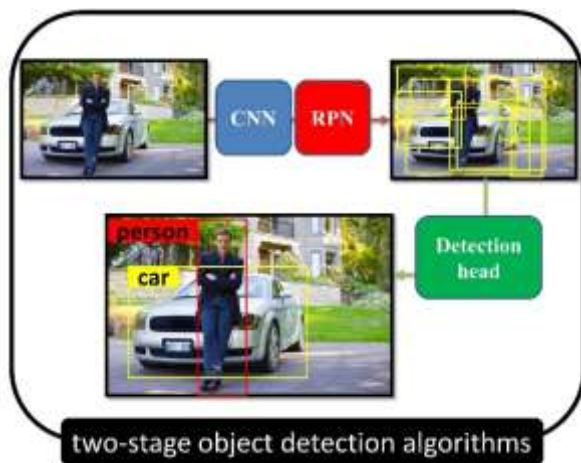 CNN
RPN
Detection
head
person
car
two-stage object detection algorithms